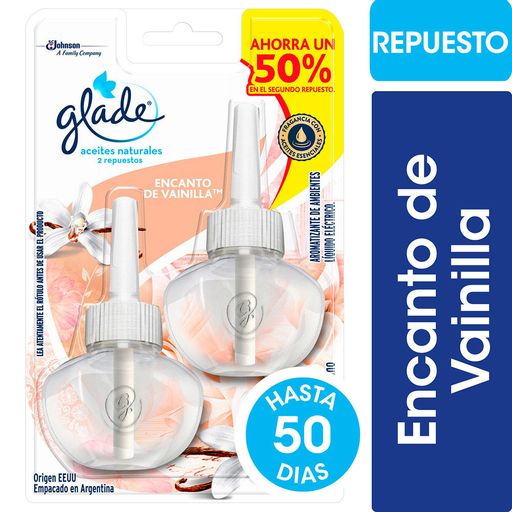 Johnson
A Family Company
glade
aceites naturales
2 repuestos
AHORRA UN
50%
EN EL SEGUNDO REPUESTO.
FRAGANCIA CON
ACEITES ESENCIALES
ENCANTO
DE VAINILLA™
LEA ATENTAMENTE EL RÓTULO ANTES DE USAR EL PRODUCTO
AROMATIZANTE DE AMBIENTES
LÍQUIDO ELÉCTRICO.
HASTA
50
DIAS
Origen EEUU
Empacado en Argentina
REPUESTO
Encanto de
Vainilla